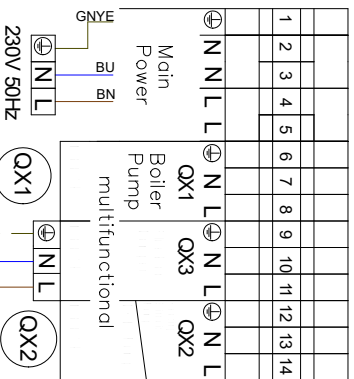 GNYE
BU
BN
N
L
230V 50Hz
Main
Power
N
N
L
L
1
2
3
4
5
QX1
Boiler
Pump
QX1
N
L
6
7
8
N
L
multifunctional
QX3
N
L
9
10
11
QX2
QX2
N
L
12
13
14